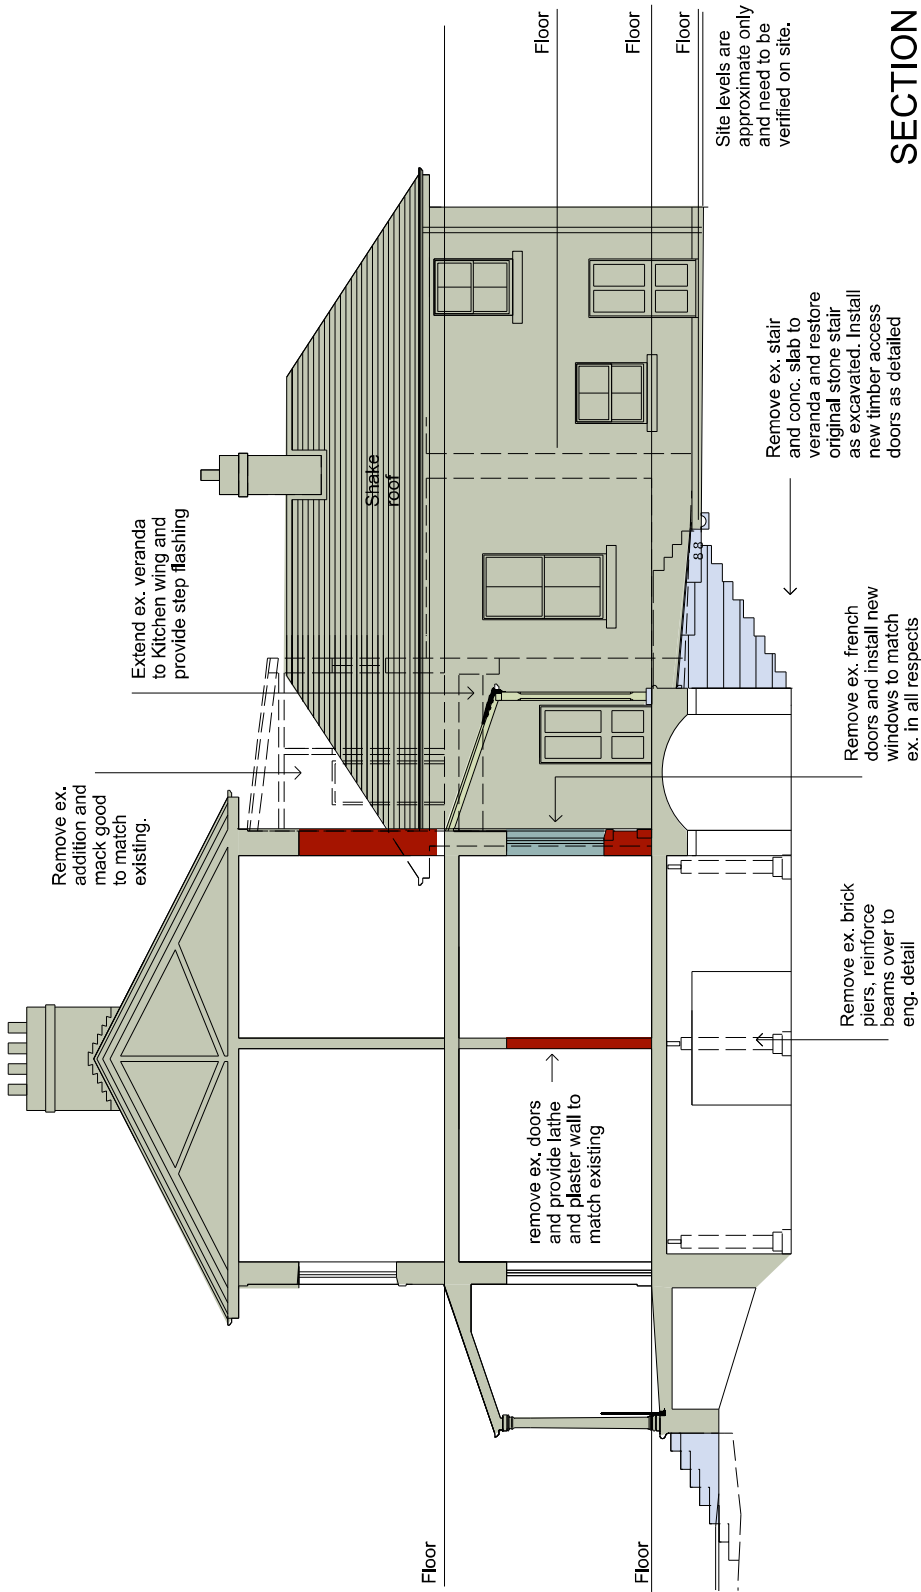 Remove ex.
addition and
mack good
to match
existing.
Extend ex. veranda
to Kitchen wing and
provide step flashing
Shake
roof
remove ex. doors
and provide lathe
and plaster wall to
match existing
Floor
Floor
Floor
Floor
Floor
Site levels are
approximate only
and need to be
verified on site.
Remove ex. brick
piers, reinforce
beams over to
eng. detail
Remove ex. french
doors and install new
windows to match
ex. in all respects
Remove ex. stair
and conc. slab to
veranda and restore
original stone stair
as excavated. Install
new timber access
doors as detailed
88
SECTION